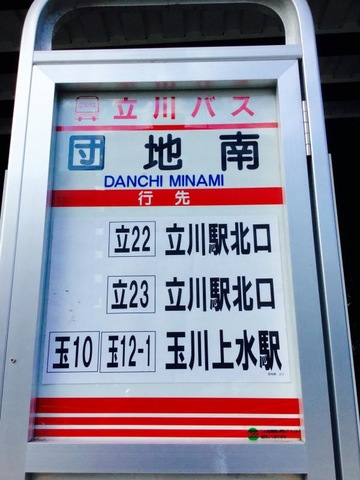 立川バス
団地南
DANCHI MINAMI
行先
立22 立川駅北口
立23 立川駅北口
玉10 玉12-1 玉川上水駅